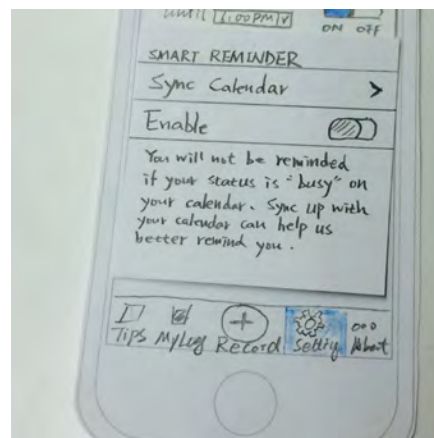 until 7:00PM
ON OFF
SMART REMINDER
Sync Calendar >
Enable
You will not be reminded
if your status is "busy" on
your calendar. Sync up with
your calendar can help us
better remind you.
Tips MyLog Record Setting About